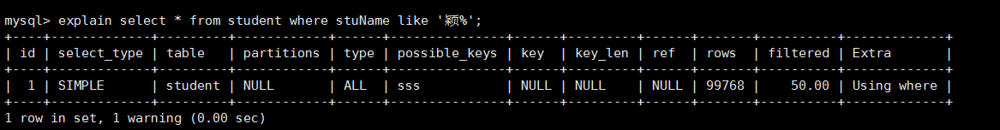 mysql> explain select * from student where stuName like '颖%';
+----+-------------+---------+------------+------+---------------+------+---------+------+-------+----------+-------------+
| id | select_type | table   | partitions | type | possible_keys | key  | key_len | ref  | rows  | filtered | Extra       |
+----+-------------+---------+------------+------+---------------+------+---------+------+-------+----------+-------------+
|  1 | SIMPLE      | student | NULL       | ALL  | sss           | NULL | NULL    | NULL | 99768 |    50.00 | Using where |
+----+-------------+---------+------------+------+---------------+------+---------+------+-------+----------+-------------+
1 row in set, 1 warning (0.00 sec)